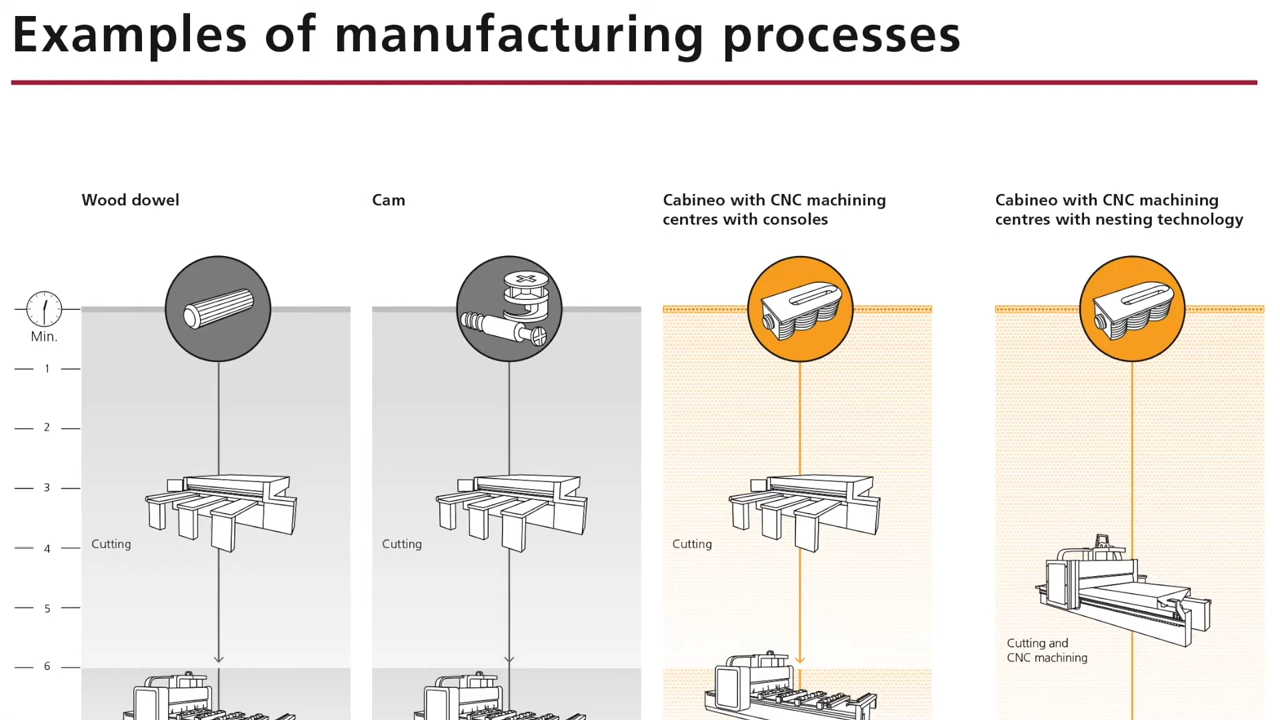 Examples of manufacturing processes
Wood dowel
Cam
Cabineo with CNC machining
centres with consoles
Cabineo with CNC machining
centres with nesting technology
Min.
1
2
3
4
5
6
Cutting
Cutting
Cutting
Cutting and
CNC machining